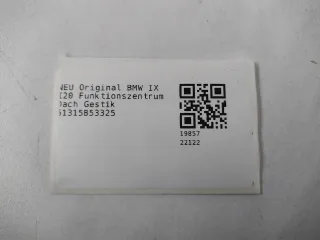 NEU Original BMW IX
I20 Funktionszentrum
Dach Gestik
61315853325
19857
22122